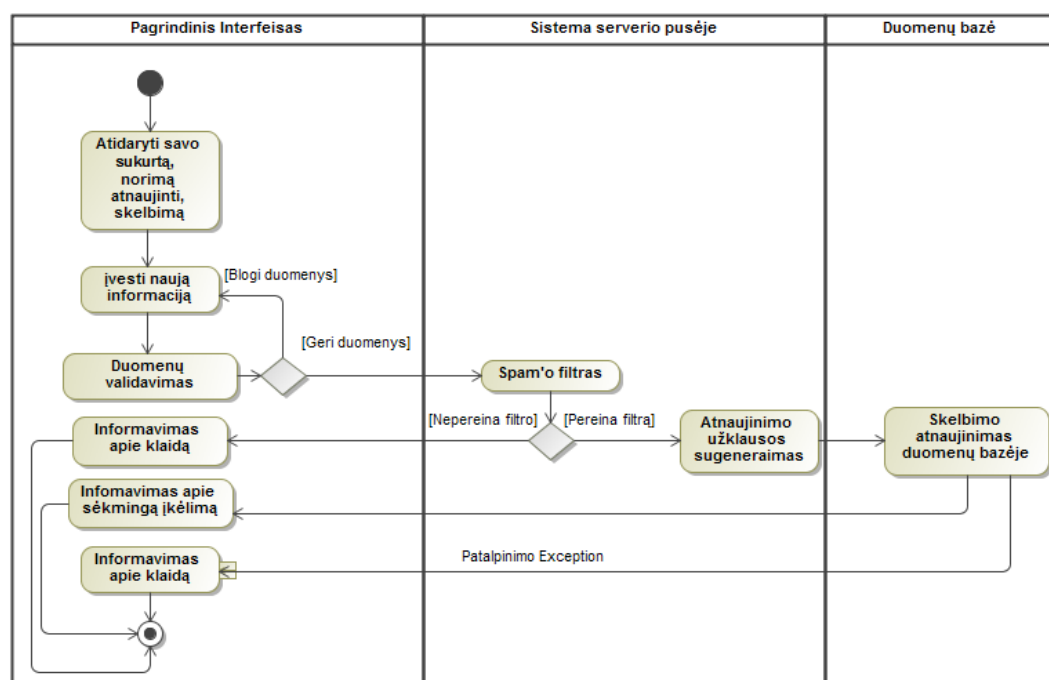 Pagrindinis Interfeisas
Sistema serverio pusėje
Duomenų bazė
Atidaryti savo
sukurtą,
norimą
atnaujinti,
skelbimą
įvesti naują
informaciją
[Blogi duomenys]
[Geri duomenys]
Duomenų
validavimas
Spam'o filtras
[Nepereina filtro]
[Pereina filtrą]
Informavimas
apie klaidą
Atnaujinimo
užklausos
sugeneraimas
Skelbimo
atnaujinimas
duomenų bazėje
Infomavimas apie
sėkmingą įkėlimą
Informavimas
apie klaidą
Patalpinimo Exception